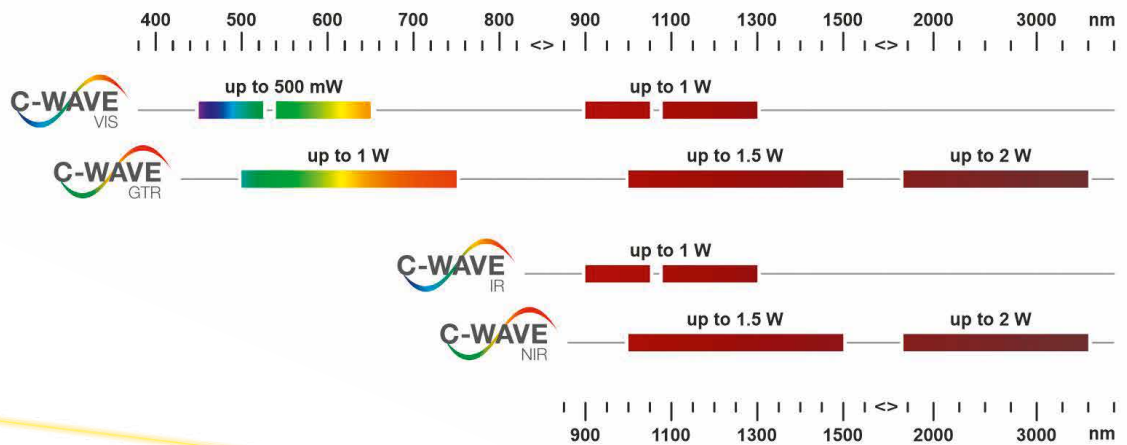 400 500 600 700 800 900 1100 1300 1500 2000 3000 nm
<> <>
up to 500 mW up to 1 W
C-WAVE
VIS
up to 1 W up to 1.5 W up to 2 W
C-WAVE
GTR
up to 1 W
C-WAVE
IR
up to 1.5 W up to 2 W
C-WAVE
NIR
<>
900 1100 1300 1500 2000 3000 nm